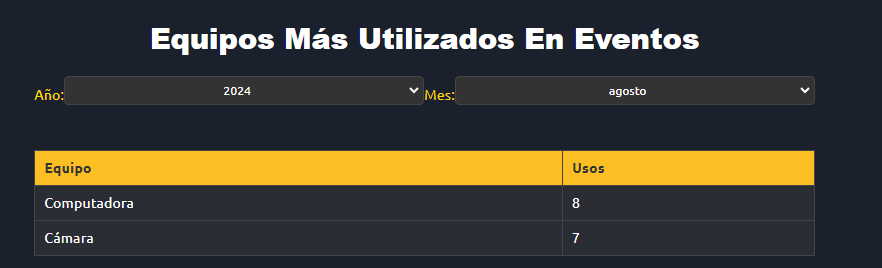 Equipos Más Utilizados En Eventos
Año: 2024 Mes: agosto
Equipo Usos
Computadora 8
Cámara 7